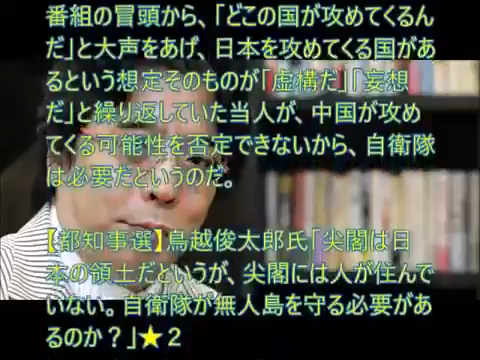 番組の冒頭から、「どこの国が攻めてくるん
だ」と大声をあげ、日本を攻めてくる国があ
るという想定そのものが「虚構だ」「妄想
だ」と繰り返していた当人が、中国が攻め
てくる可能性を否定できないから、自衛隊
は必要だというのだ。
【都知事選】鳥越俊太郎氏「尖閣は日
本の領土だというが、尖閣には人が住んで
いない。自衛隊が無人島を守る必要があ
るのか？」★２